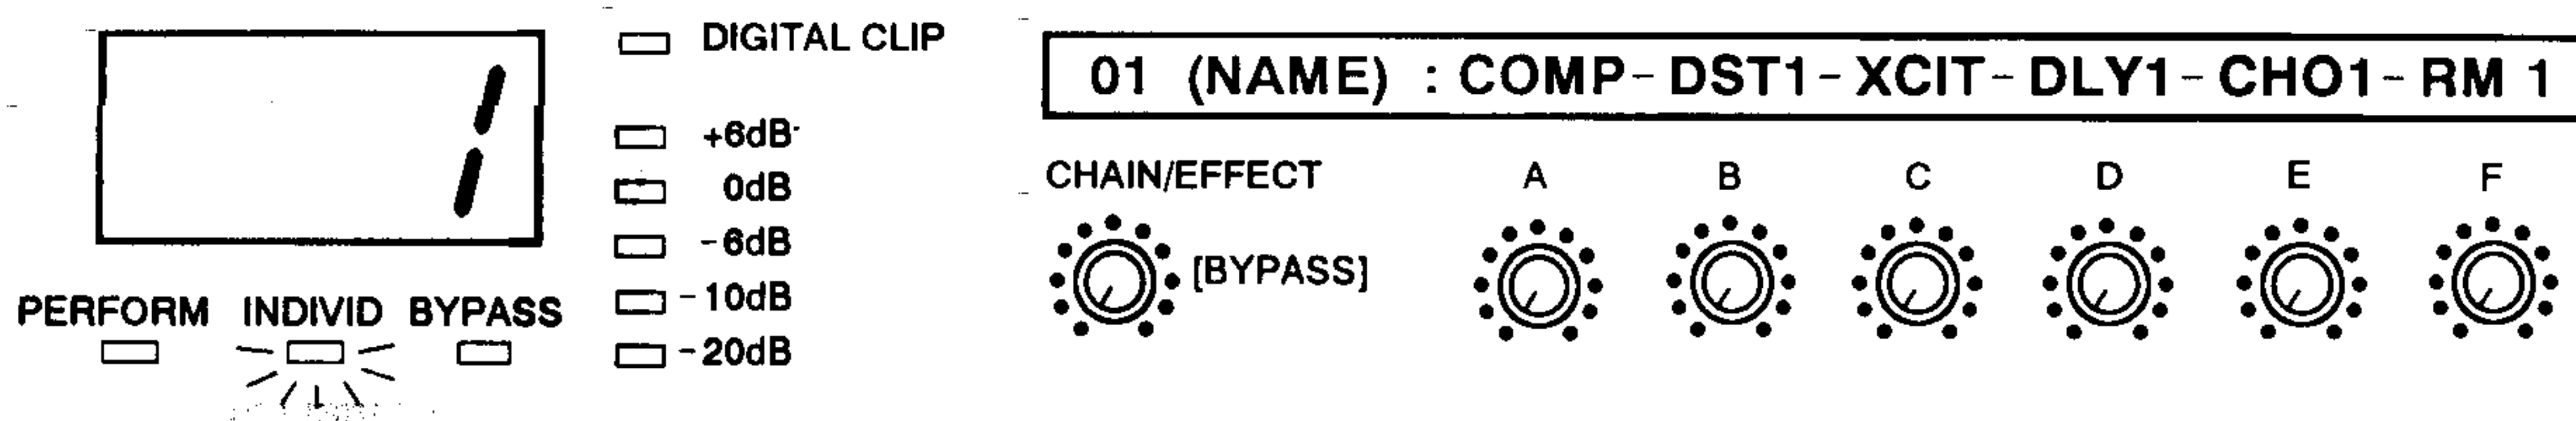 1
PERFORM INDIVID BYPASS
DIGITAL CLIP
+6dB
0dB
-6dB
-10dB
-20dB
01 (NAME) : COMP-DST1-XCIT-DLY1-CHO1-RM 1
CHAIN/EFFECT A B C D E F
[BYPASS]